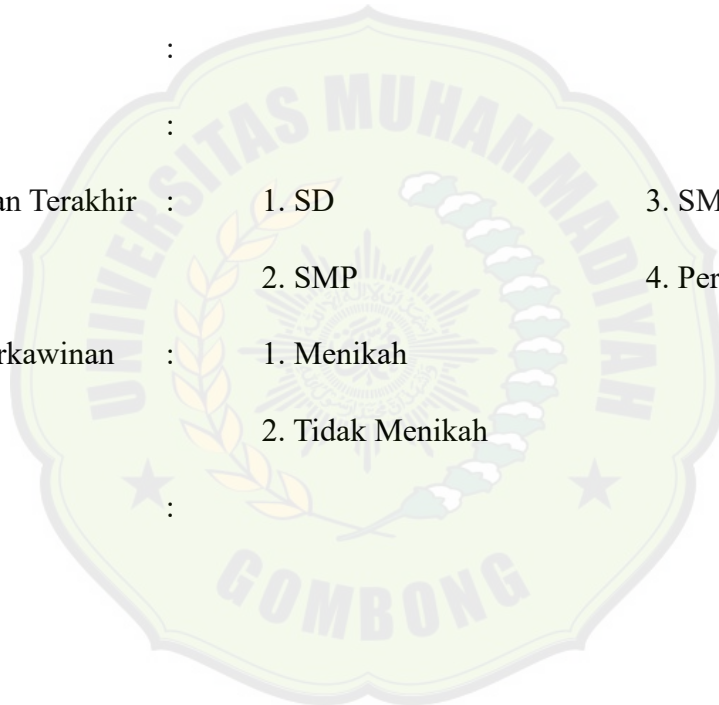 :
:
an Terakhir : 1. SD 3. SM
2. SMP 4. Per
rkawinan : 1. Menikah
2. Tidak Menikah
:
UNIVERSITAS MUHAMMADIYAH
GOMBONG